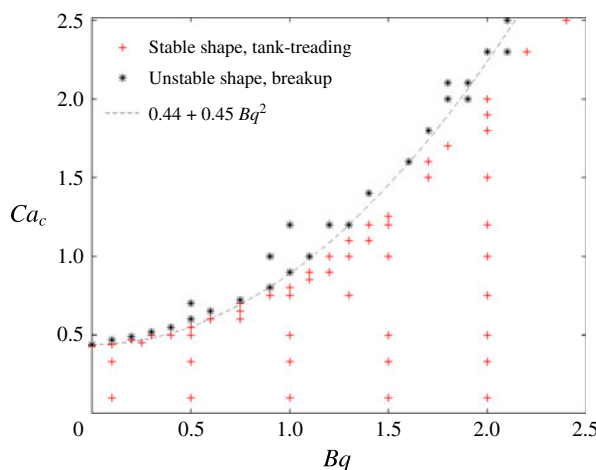 2.5
Stable shape, tank-treading
Unstable shape, breakup
2.0
0.44 + 0.45 Bq²
1.5
Ca_c
1.0
0.5
0 0.5 1.0 1.5 2.0 2.5
Bq